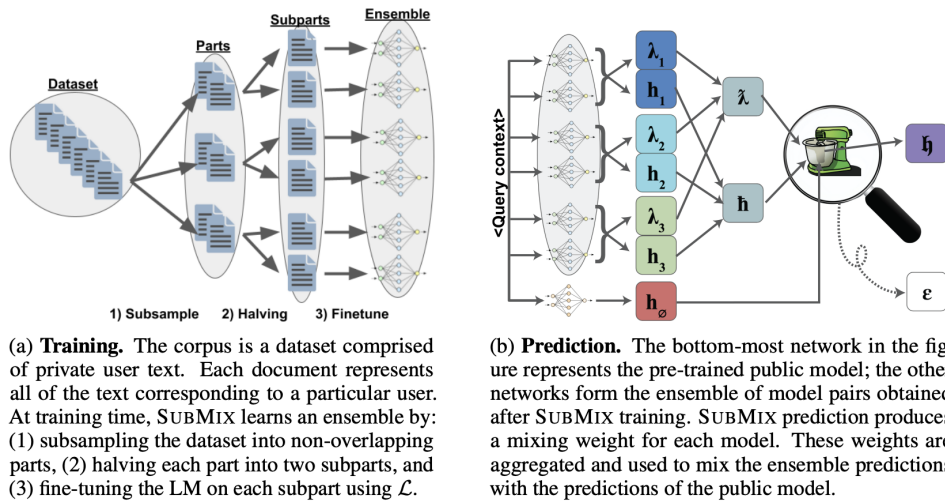 Dataset
Parts
Subparts
Ensemble
1) Subsample 2) Halving 3) Finetune
(a) Training. The corpus is a dataset comprised
of private user text. Each document represents
all of the text corresponding to a particular user.
At training time, SUBMIX learns an ensemble by:
(1) subsampling the dataset into non-overlapping
parts, (2) halving each part into two subparts, and
(3) fine-tuning the LM on each subpart using ℒ.
<Query context>
λ₁
h₁
λ₂
h₂
λ₃
h₃
h∅
λ̃
ħ
𝔥
ε
(b) Prediction. The bottom-most network in the fig
ure represents the pre-trained public model; the othe
networks form the ensemble of model pairs obtained
after SUBMIX training. SUBMIX prediction produce
a mixing weight for each model. These weights are
aggregated and used to mix the ensemble prediction
with the predictions of the public model.